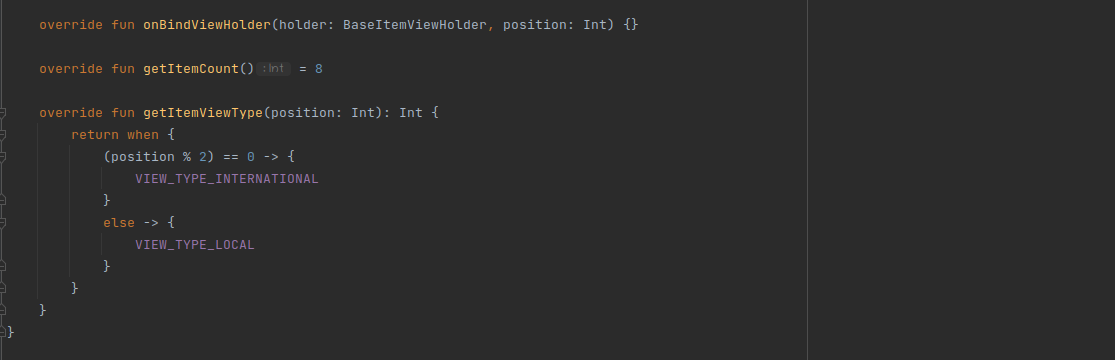 override fun onBindViewHolder(holder: BaseItemViewHolder, position: Int) {}
override fun getItemCount() :Int = 8
override fun getItemViewType(position: Int): Int {
return when {
(position % 2) == 0 -> {
VIEW_TYPE_INTERNATIONAL
}
else -> {
VIEW_TYPE_LOCAL
}
}
}
}